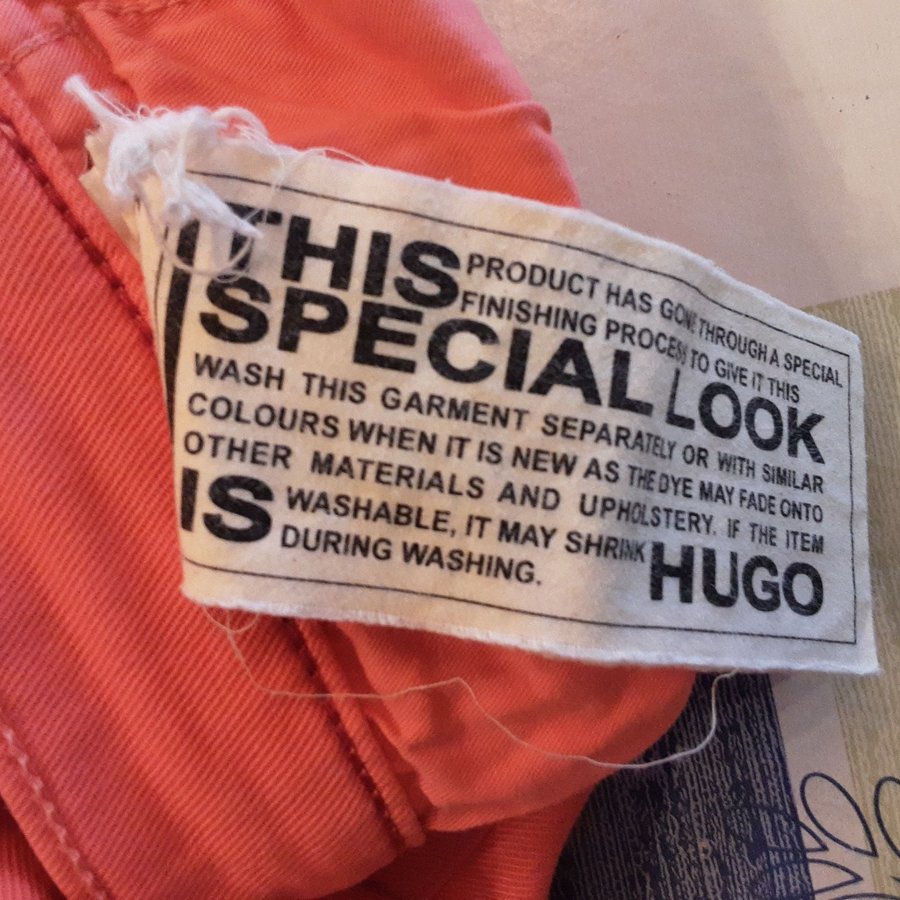 THIS PRODUCT HAS GONE THROUGH A SPECIAL
FINISHING PROCESS TO GIVE IT THIS
SPECIAL LOOK
WASH THIS GARMENT SEPARATELY OR WITH SIMILAR
COLOURS WHEN IT IS NEW AS THE DYE MAY FADE ONTO
OTHER MATERIALS AND UPHOLSTERY. IF THE ITEM
IS WASHABLE, IT MAY SHRINK
DURING WASHING.
HUGO